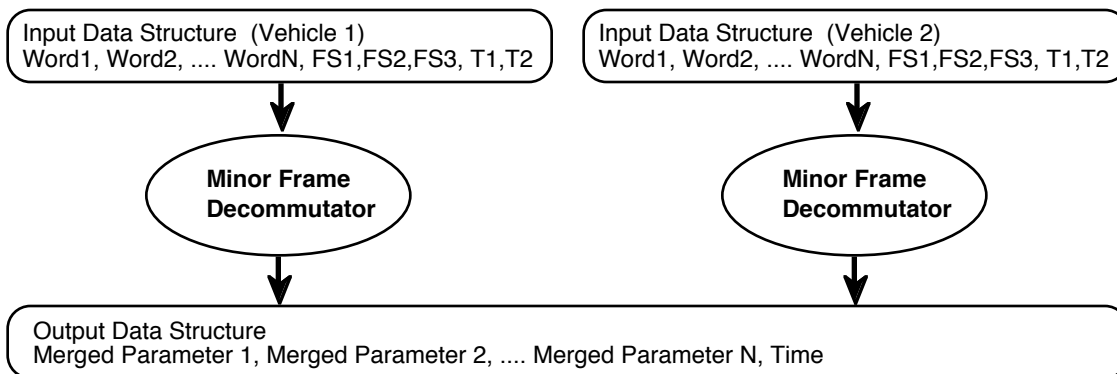 Input Data Structure  (Vehicle 1)
Word1, Word2, .... WordN, FS1,FS2,FS3, T1,T2
Input Data Structure  (Vehicle 2)
Word1, Word2, .... WordN, FS1,FS2,FS3, T1,T2
Minor Frame
Decommutator
Minor Frame
Decommutator
Output Data Structure
Merged Parameter 1, Merged Parameter 2, .... Merged Parameter N, Time